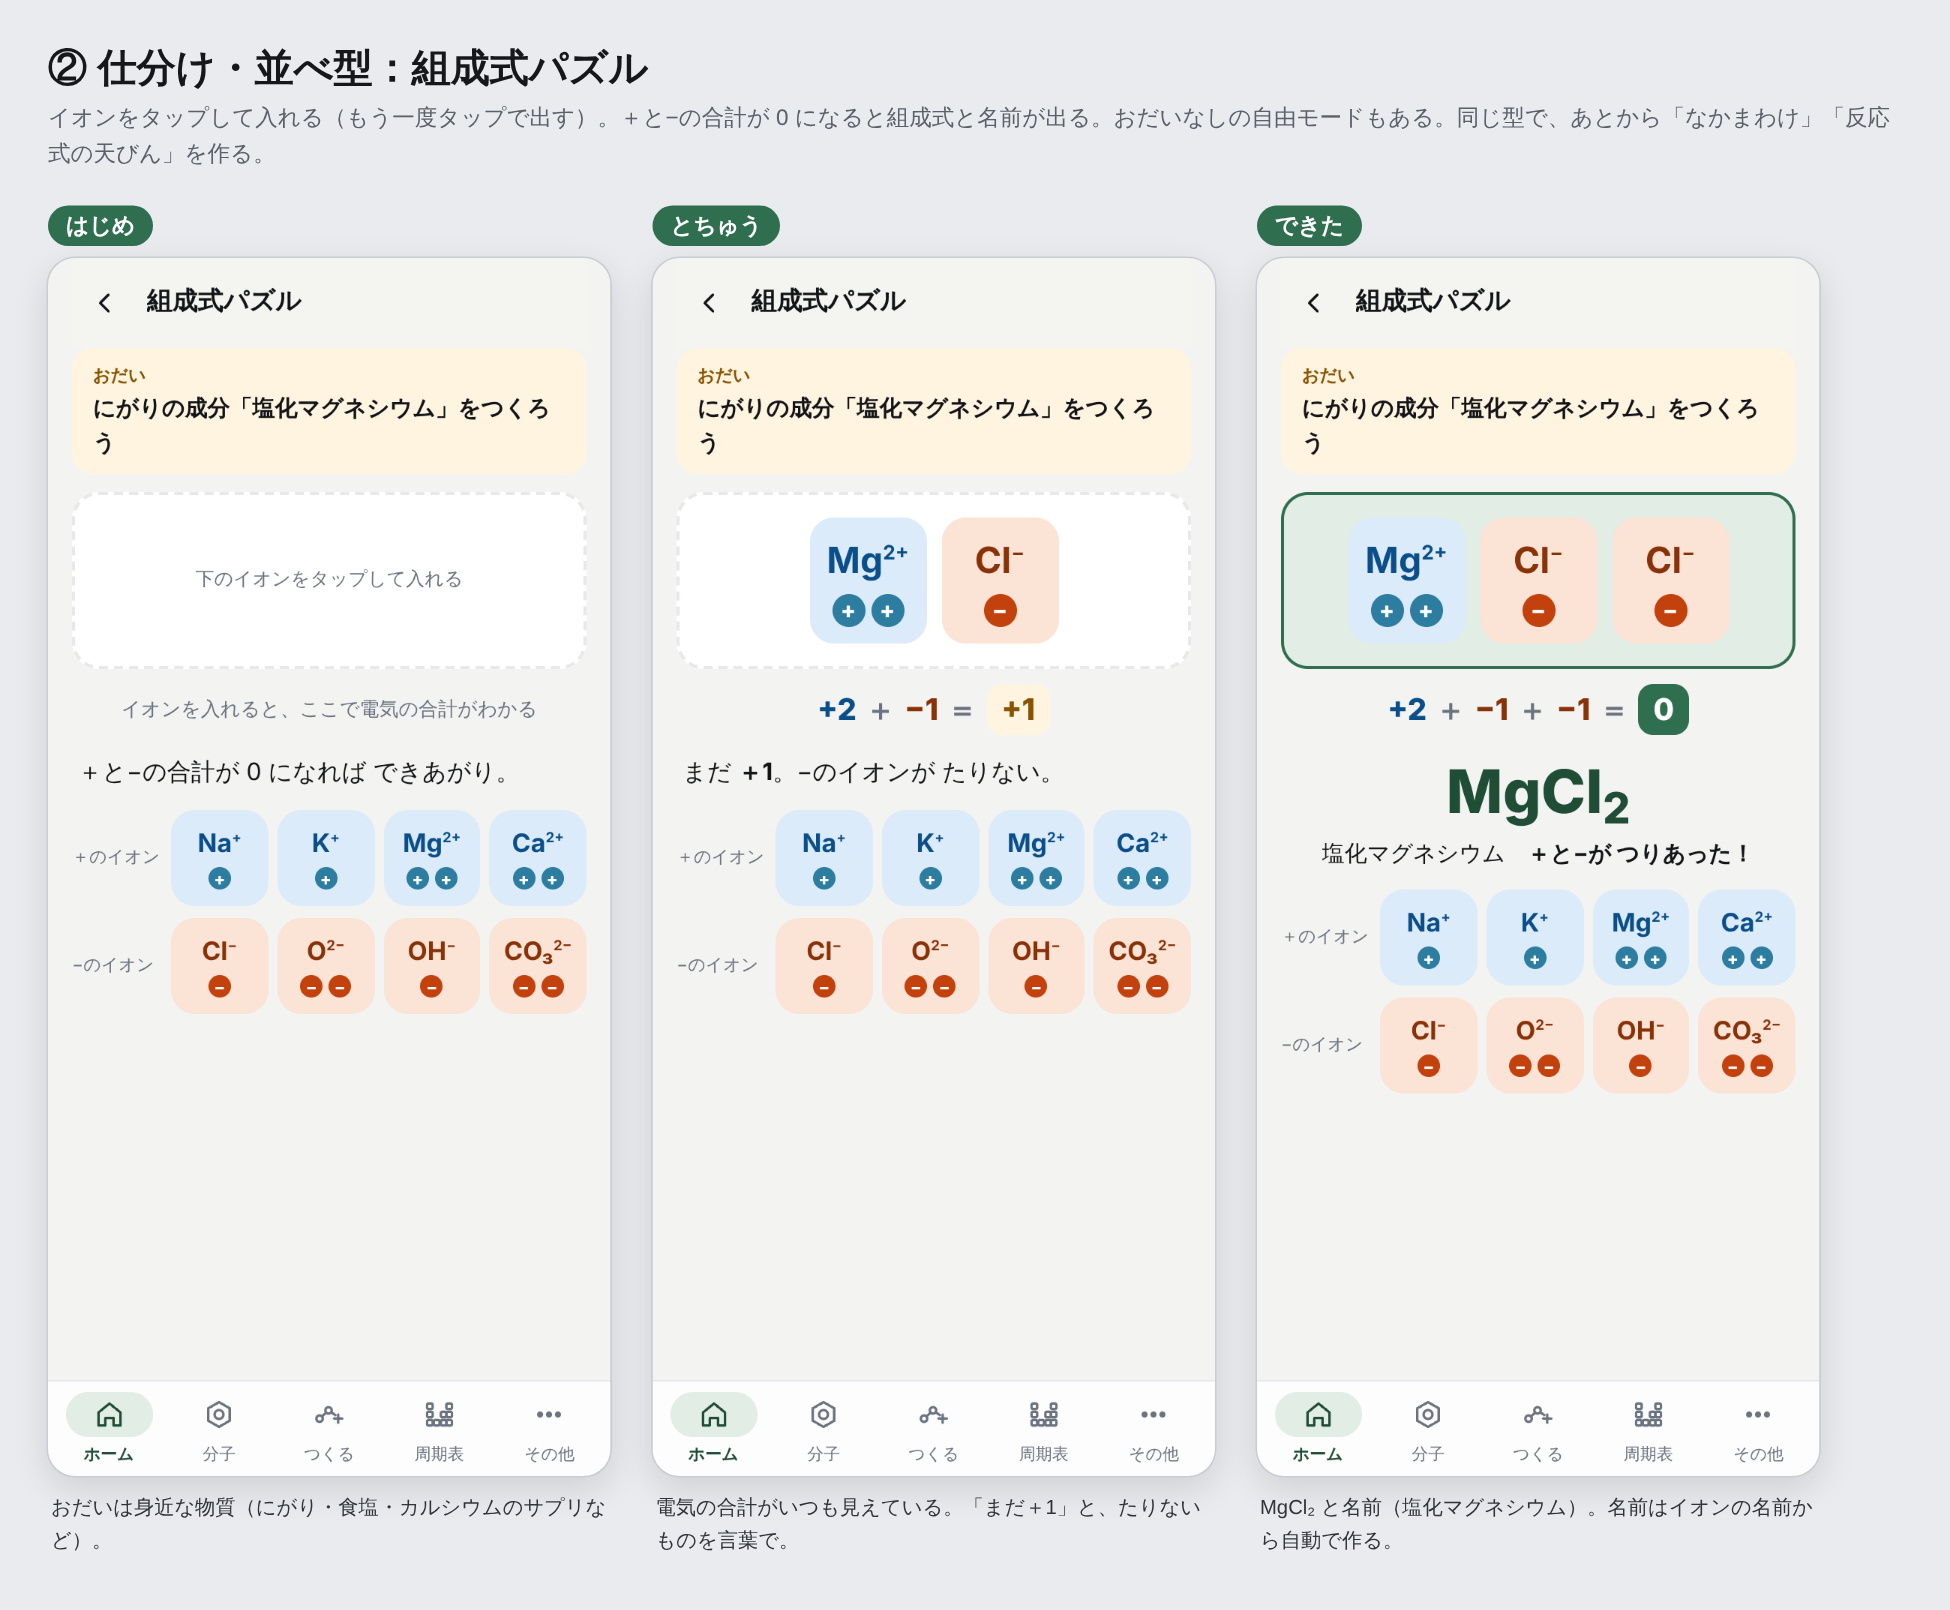 ② 仕分け・並べ型：組成式パズル
イオンをタップして入れる（もう一度タップで出す）。＋と−の合計が 0 になると組成式と名前が出る。おだいなしの自由モードもある。同じ型で、あとから「なかまわけ」「反応
式の天びん」を作る。
はじめ
組成式パズル
おだい
にがりの成分「塩化マグネシウム」をつくろ
う
下のイオンをタップして入れる
イオンを入れると、ここで電気の合計がわかる
＋と−の合計が 0 になれば できあがり。
＋のイオン
Na⁺ K⁺ Mg²⁺ Ca²⁺
+ + + + + +
−のイオン
Cl⁻ O²⁻ OH⁻ CO₃²⁻
− − − − − −
ホーム 分子 つくる 周期表 その他
おだいは身近な物質（にがり・食塩・カルシウムのサプリな
ど）。
とちゅう
組成式パズル
おだい
にがりの成分「塩化マグネシウム」をつくろ
う
Mg²⁺ Cl⁻
+ + −
+2 + −1 = +1
まだ ＋1。−のイオンが たりない。
＋のイオン
Na⁺ K⁺ Mg²⁺ Ca²⁺
+ + + + + +
−のイオン
Cl⁻ O²⁻ OH⁻ CO₃²⁻
− − − − − −
ホーム 分子 つくる 周期表 その他
電気の合計がいつも見えている。「まだ＋1」と、たりない
ものを言葉で。
できた
組成式パズル
おだい
にがりの成分「塩化マグネシウム」をつくろ
う
Mg²⁺ Cl⁻ Cl⁻
+ + − −
+2 + −1 + −1 = 0
MgCl₂
塩化マグネシウム ＋と−が つりあった！
＋のイオン
Na⁺ K⁺ Mg²⁺ Ca²⁺
+ + + + + +
−のイオン
Cl⁻ O²⁻ OH⁻ CO₃²⁻
− − − − − −
ホーム 分子 つくる 周期表 その他
MgCl₂ と名前（塩化マグネシウム）。名前はイオンの名前か
ら自動で作る。